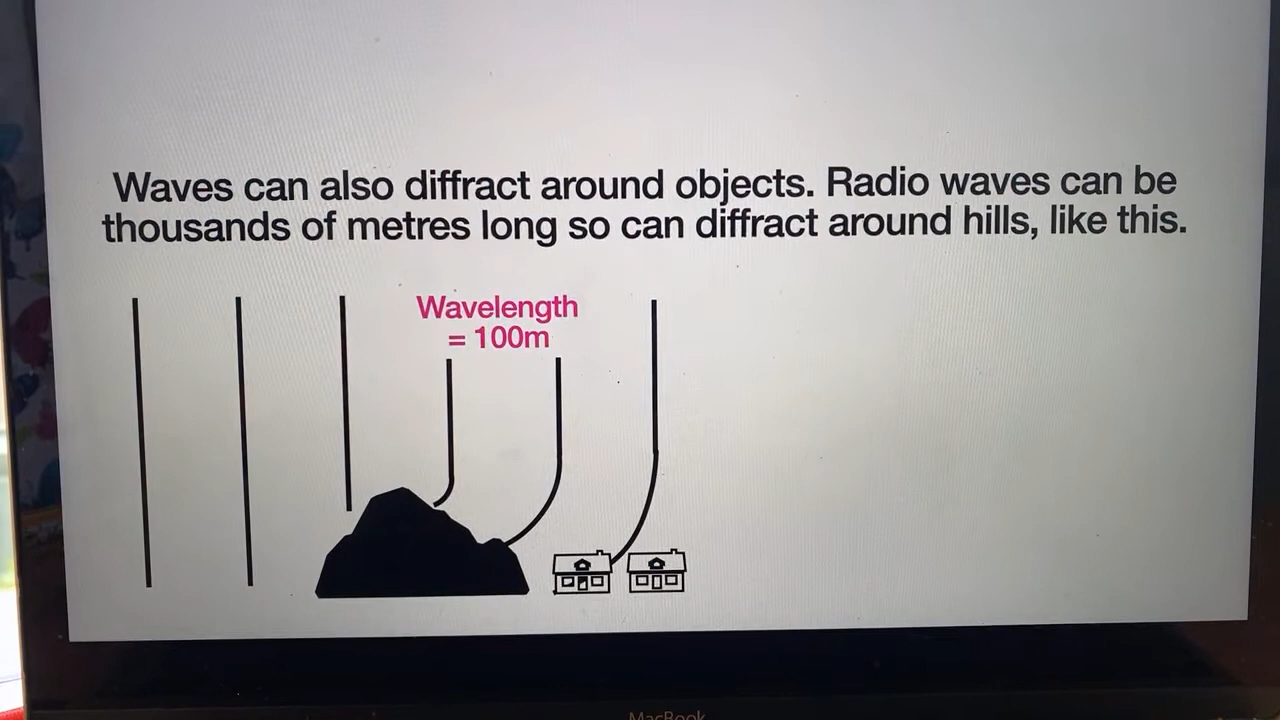 Waves can also diffract around objects. Radio waves can be
thousands of metres long so can diffract around hills, like this.
Wavelength
= 100m
MacBook